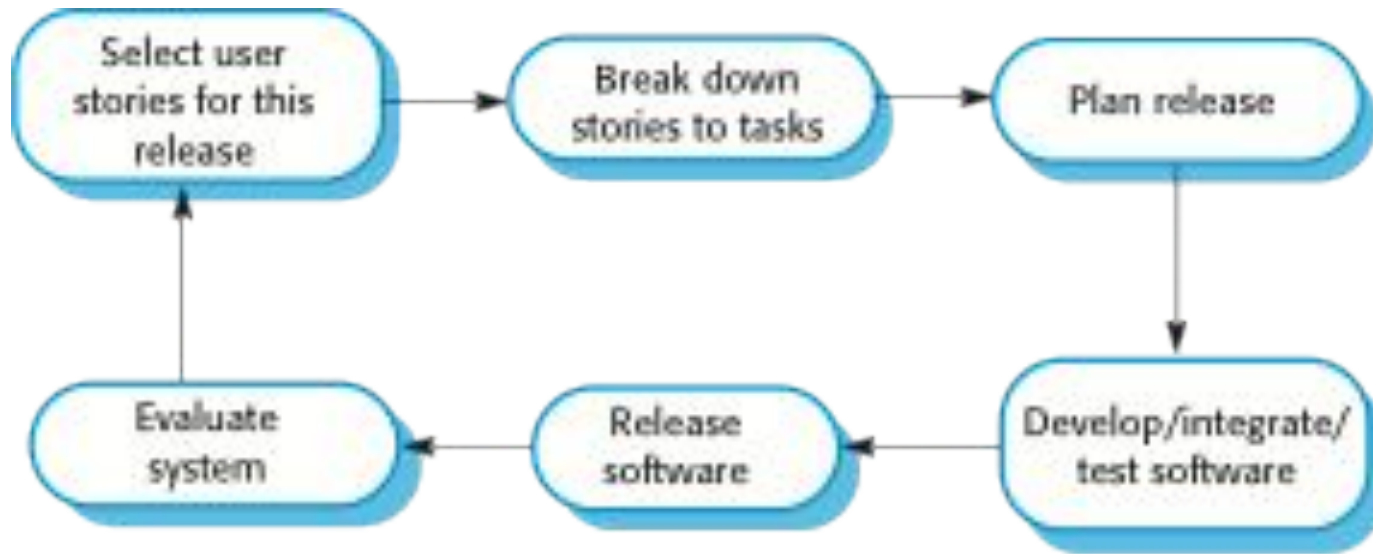 Select user
stories for this
release
Break down
stories to tasks
Plan release
Evaluate
system
Release
software
Develop/integrate/
test software